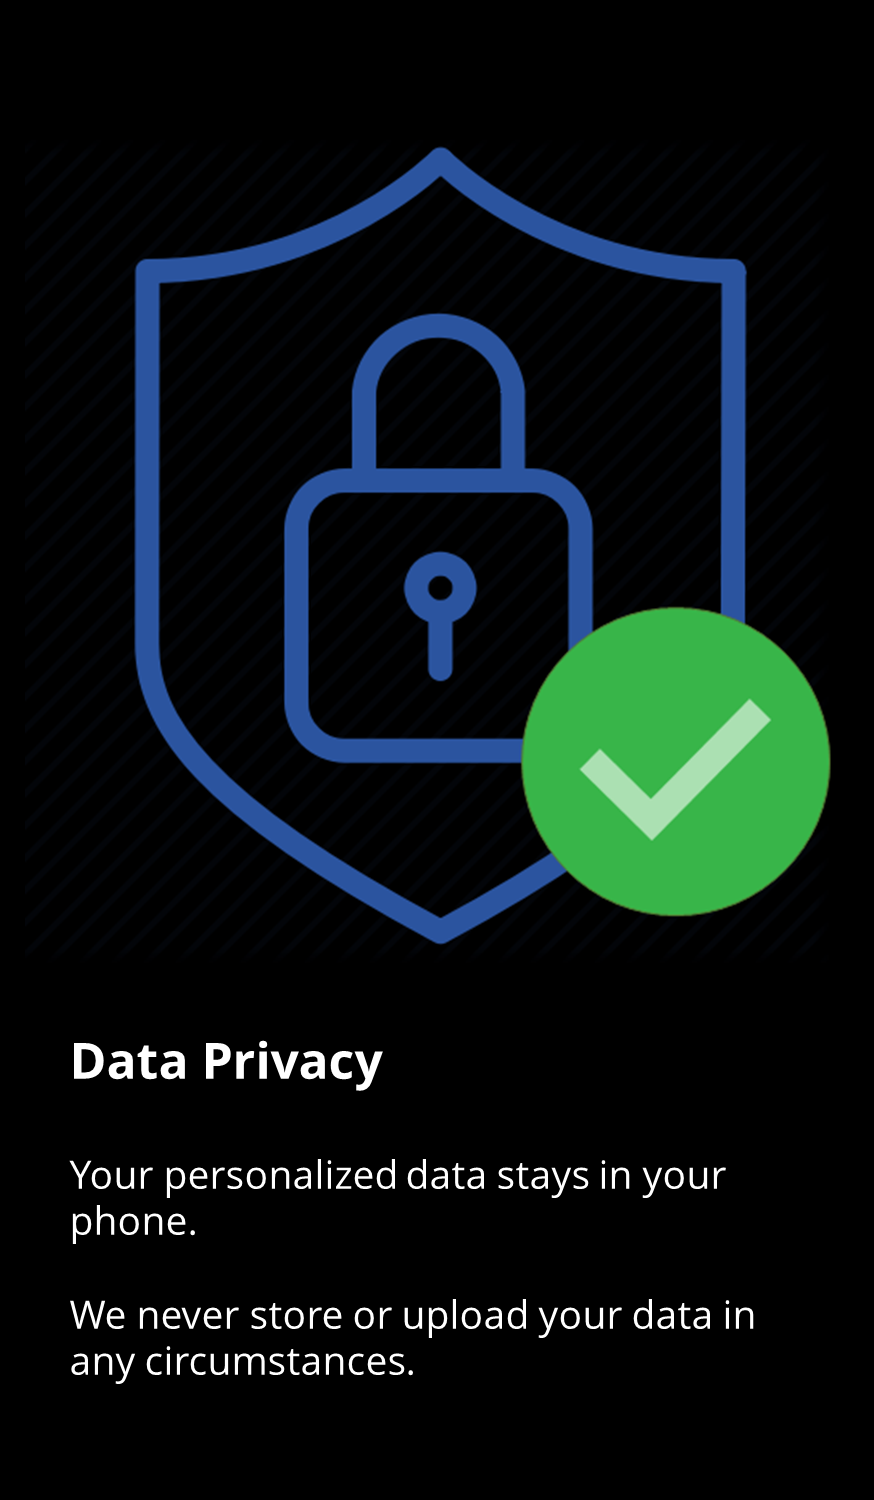 Data Privacy
Your personalized data stays in your
phone.
We never store or upload your data in
any circumstances.